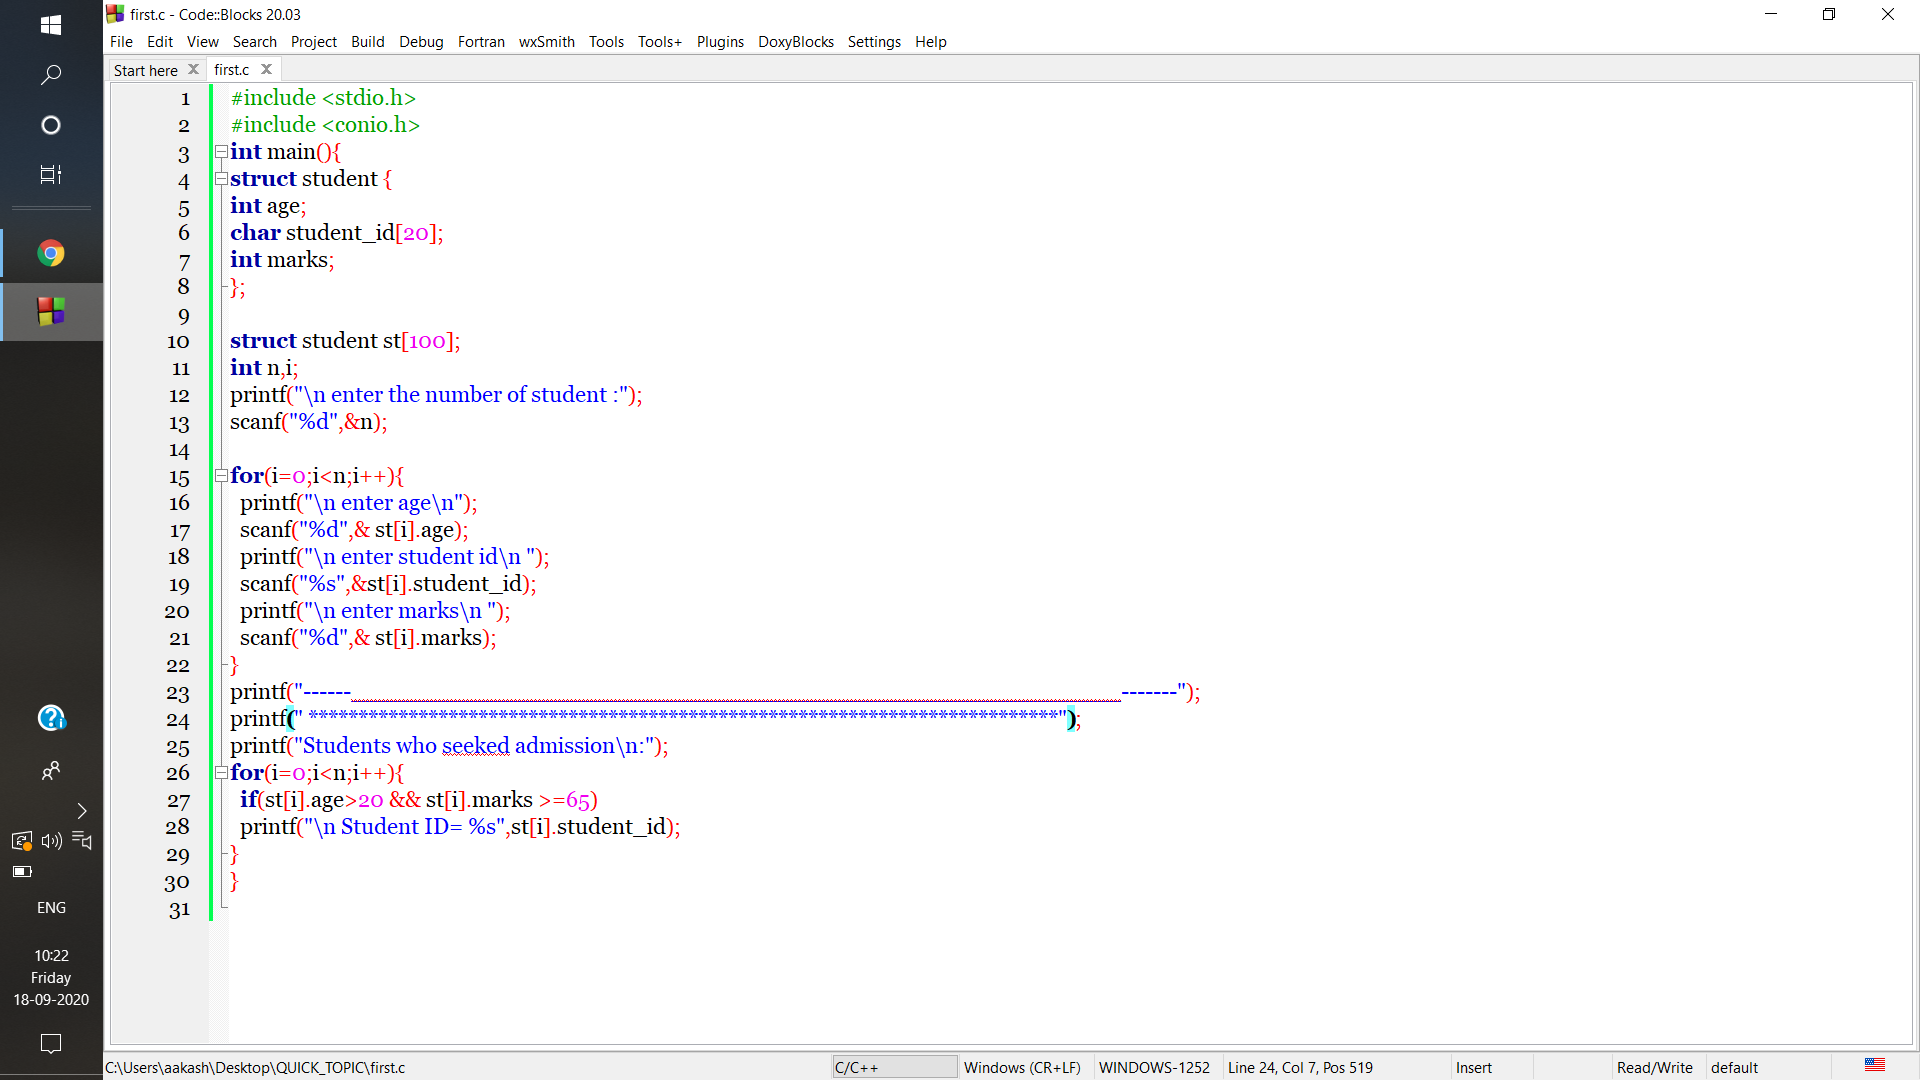 first.c - Code::Blocks 20.03
File Edit View Search Project Build Debug Fortran wxSmith Tools Tools+ Plugins DoxyBlocks Settings Help
Start here first.c
1 #include <stdio.h>
2 #include <conio.h>
3 int main(){
4 struct student {
5 int age;
6 char student_id[20];
7 int marks;
8 };
9
10 struct student st[100];
11 int n,i;
12 printf("\n enter the number of student :");
13 scanf("%d",&n);
14
15 for(i=0;i<n;i++){
16 printf("\n enter age\n");
17 scanf("%d",& st[i].age);
18 printf("\n enter student id\n ");
19 scanf("%s",&st[i].student_id);
20 printf("\n enter marks\n ");
21 scanf("%d",& st[i].marks);
22 }
23 printf("------_____________________________________________________________________________-------");
24 printf(" ***************************************************************************");
25 printf("Students who seeked admission\n:");
26 for(i=0;i<n;i++){
27 if(st[i].age>20 && st[i].marks >=65)
28 printf("\n Student ID= %s",st[i].student_id);
29 }
30 }
31
ENG
10:22
Friday
18-09-2020
C:\Users\aakash\Desktop\QUICK_TOPIC\first.c C/C++ Windows (CR+LF) WINDOWS-1252 Line 24, Col 7, Pos 519 Insert Read/Write default